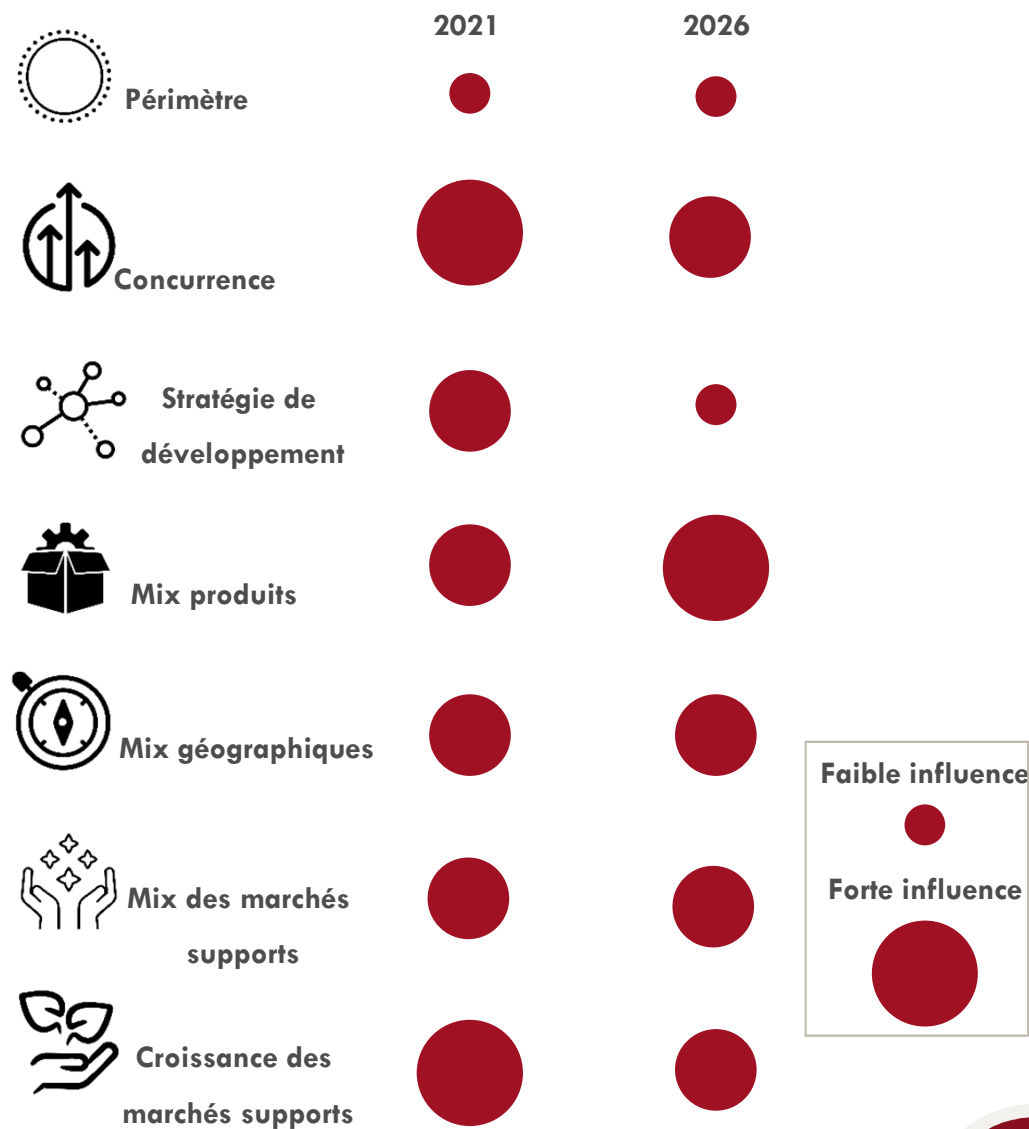 2021
2026
Périmètre
Concurrence
Stratégie de
développement
Mix produits
Mix géographiques
Mix des marchés
supports
Croissance des
marchés supports
Faible influence
Forte influence